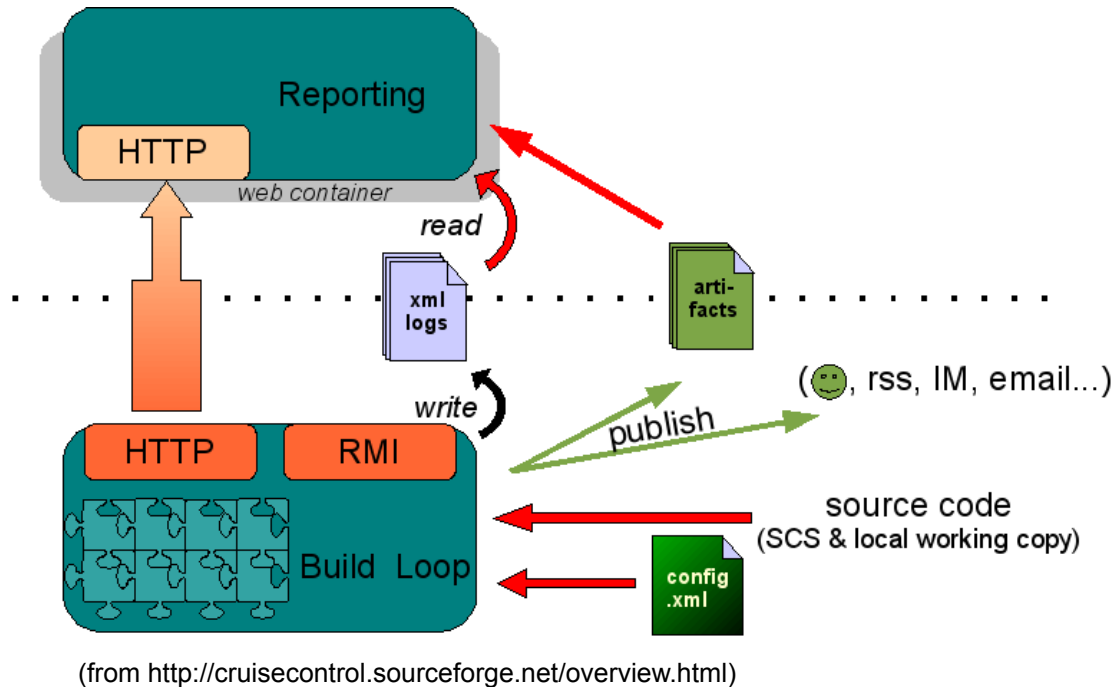 Reporting
HTTP
web container
read
xml
logs
arti-
facts
(
, rss, IM, email...)
write
publish
HTTP
RMI
source code
(SCS & local working copy)
Build Loop
config
.xml
(from http://cruisecontrol.sourceforge.net/overview.html)